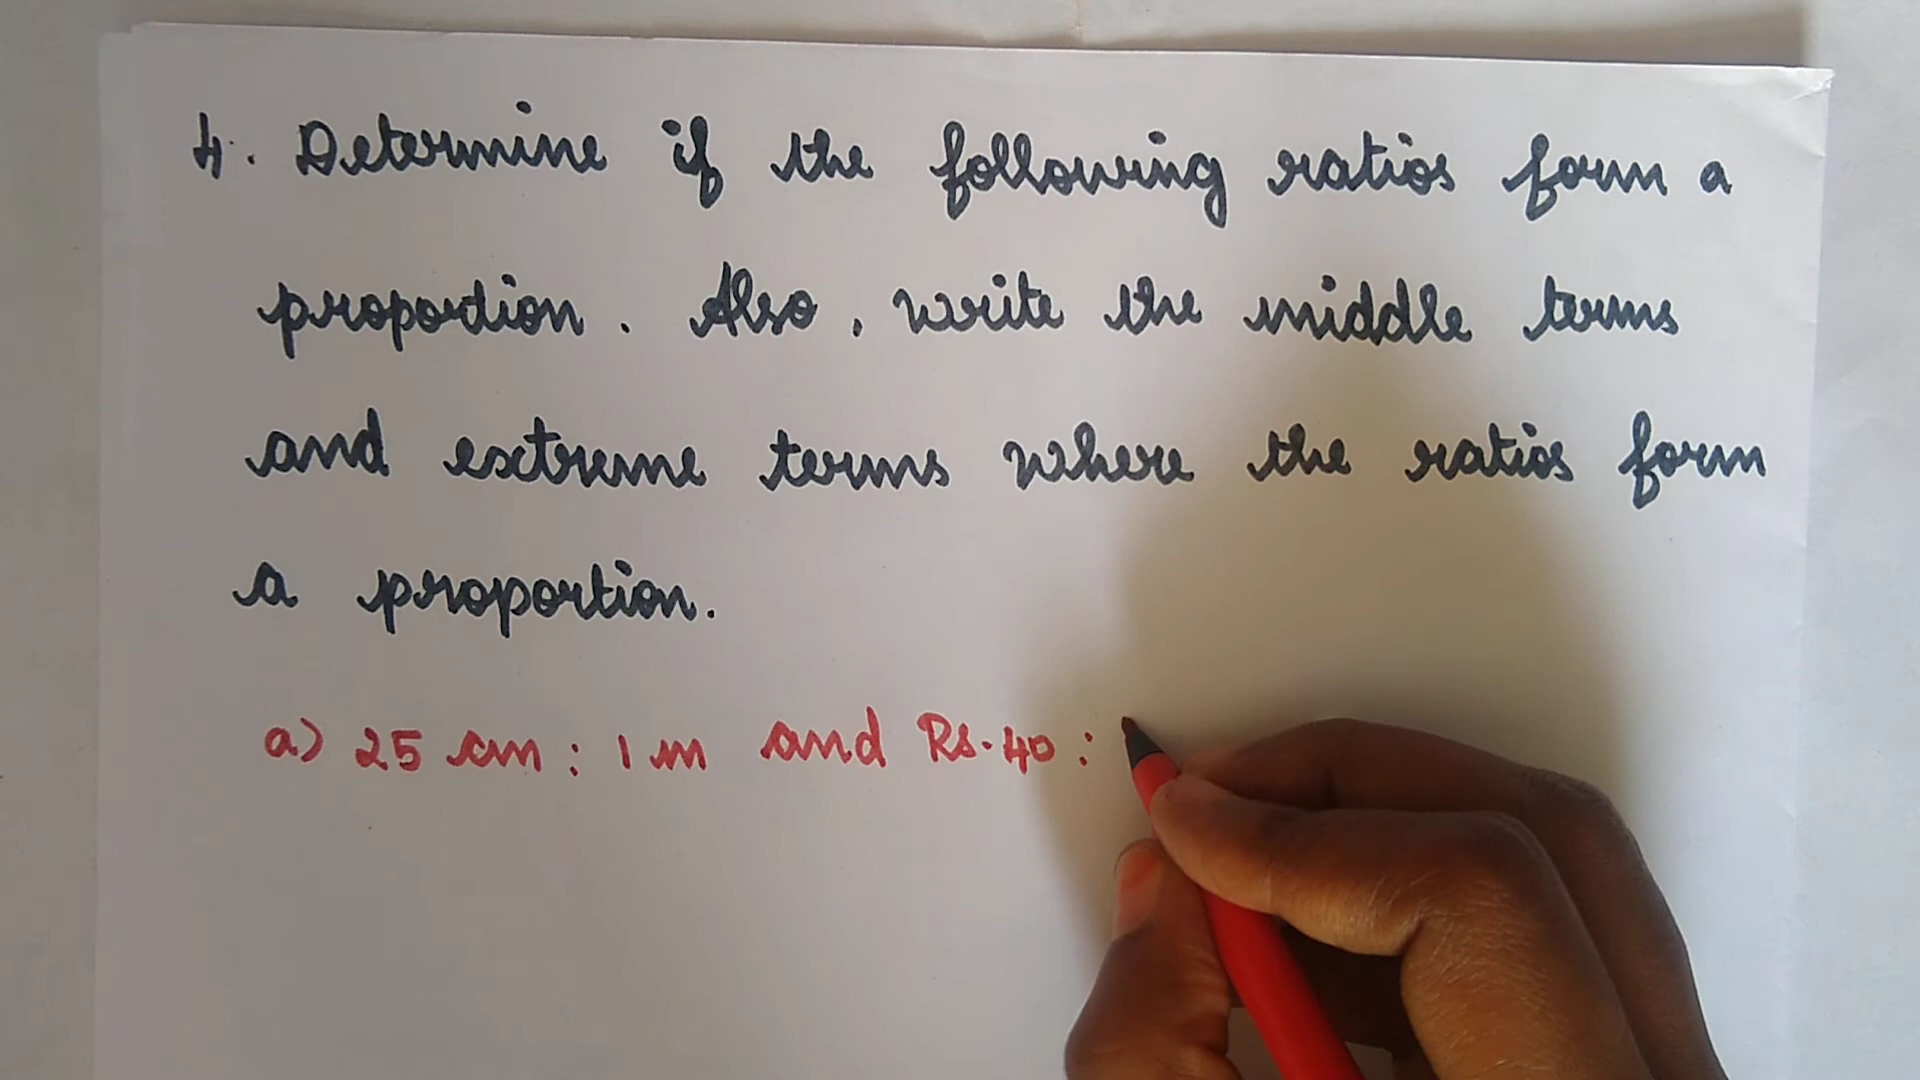 4. Determine if the following ratios form a
proportion. Also, write the middle terms
and extreme terms where the ratios form
a proportion.
a) 25 cm : 1 m and Rs. 40 :